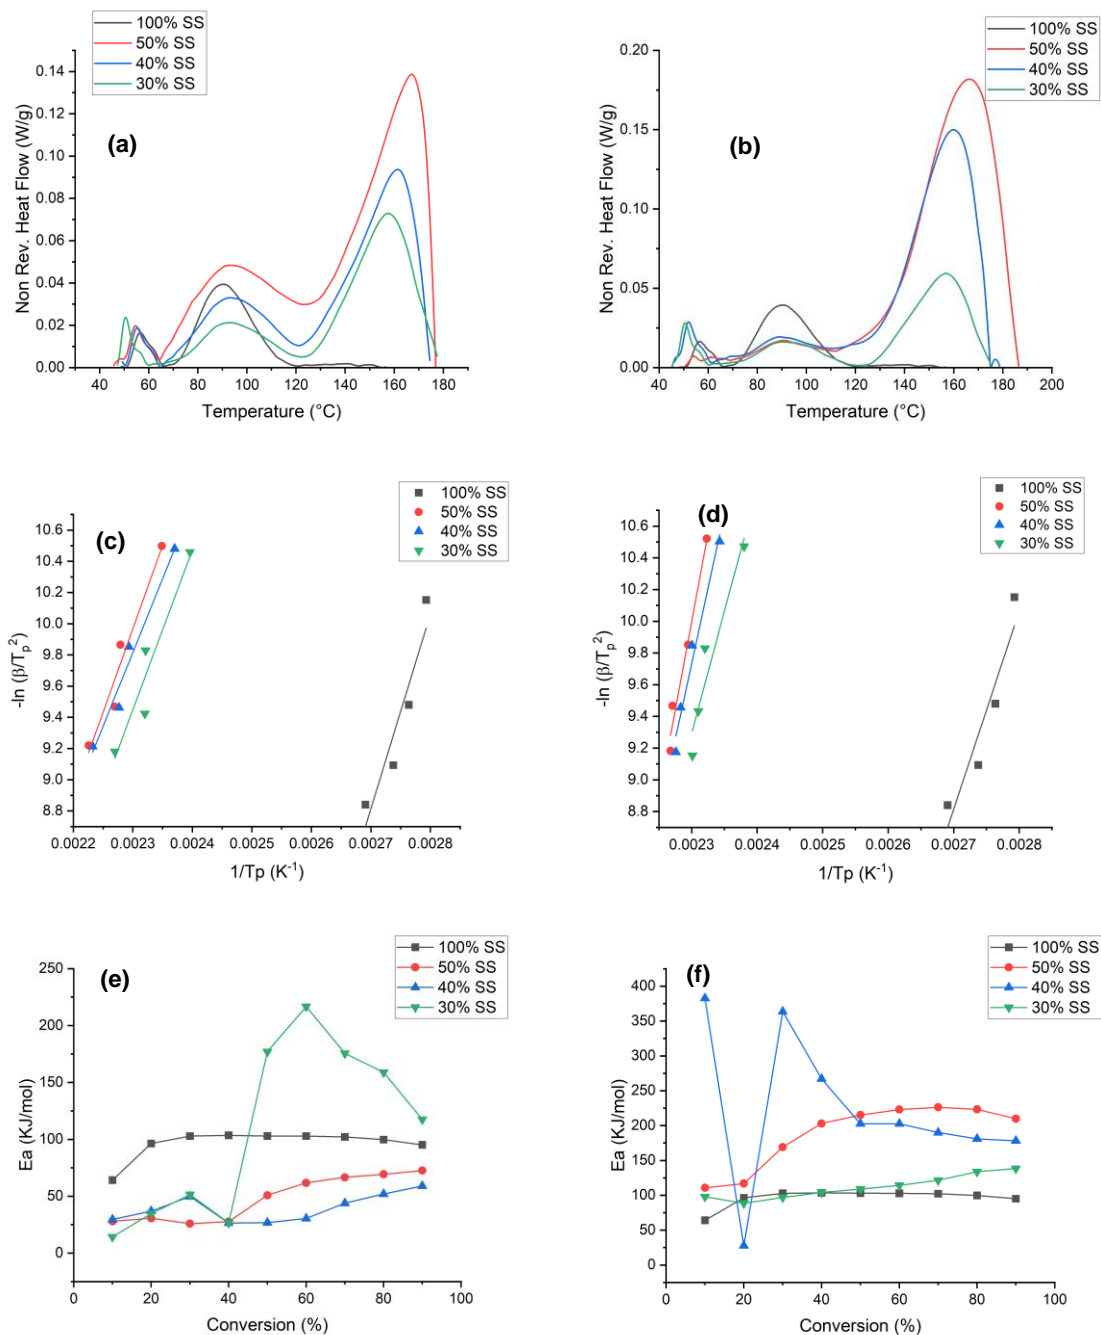 100% SS
50% SS
40% SS
30% SS
(a)
0.14
0.12
0.10
0.08
0.06
0.04
0.02
0.00
Non Rev. Heat Flow (W/g)
40 60 80 100 120 140 160 180
Temperature (°C)
100% SS
50% SS
40% SS
30% SS
(b)
0.20
0.15
0.10
0.05
0.00
Non Rev. Heat Flow (W/g)
40 60 80 100 120 140 160 180 200
Temperature (°C)
100% SS
50% SS
40% SS
30% SS
(c)
10.6
10.4
10.2
10.0
9.8
9.6
9.4
9.2
9.0
8.8
-ln (β/Tp²)
0.0022 0.0023 0.0024 0.0025 0.0026 0.0027 0.0028
1/Tp (K⁻¹)
100% SS
50% SS
40% SS
30% SS
(d)
10.6
10.4
10.2
10.0
9.8
9.6
9.4
9.2
9.0
8.8
-ln (β/Tp²)
0.0023 0.0024 0.0025 0.0026 0.0027 0.0028
1/Tp (K⁻¹)
100% SS
50% SS
40% SS
30% SS
(e)
250
200
150
100
50
0
Ea (KJ/mol)
0 20 40 60 80 100
Conversion (%)
100% SS
50% SS
40% SS
30% SS
(f)
400
350
300
250
200
150
100
50
0
Ea (KJ/mol)
0 20 40 60 80 100
Conversion (%)